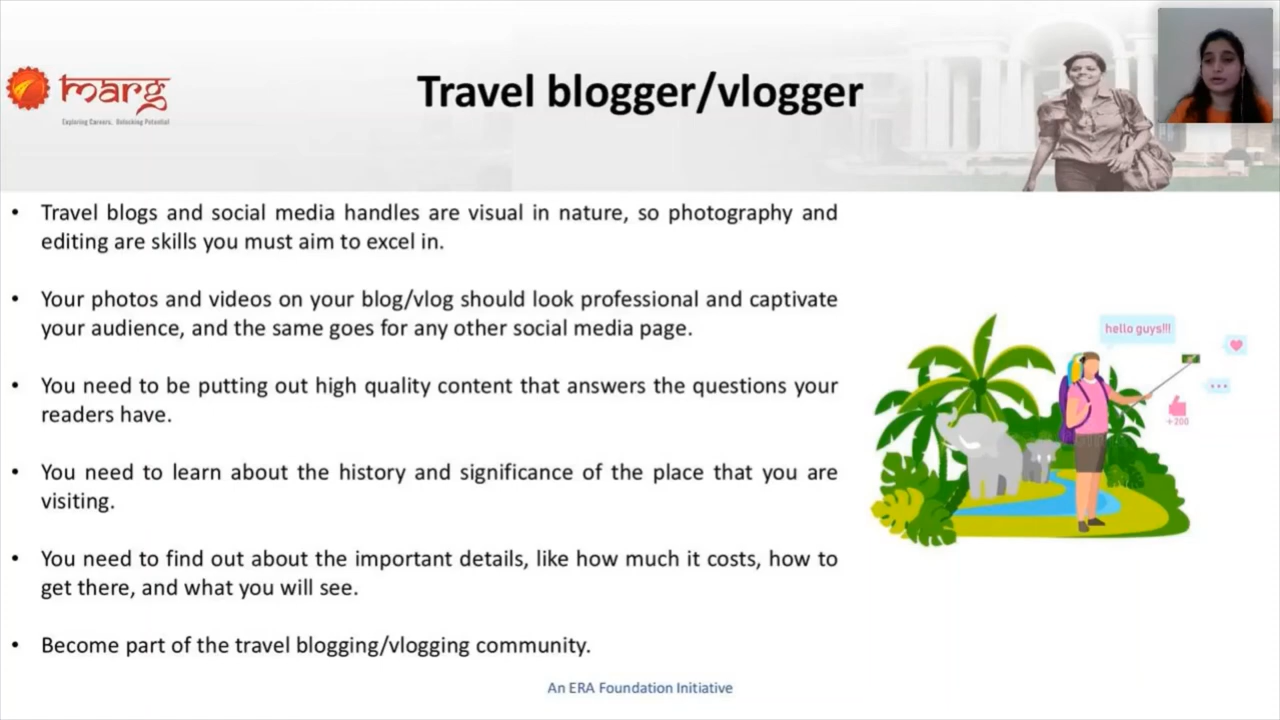 marg
Exploring Careers, Unlocking Potential
Travel blogger/vlogger
• Travel blogs and social media handles are visual in nature, so photography and
editing are skills you must aim to excel in.
• Your photos and videos on your blog/vlog should look professional and captivate
your audience, and the same goes for any other social media page.
• You need to be putting out high quality content that answers the questions your
readers have.
• You need to learn about the history and significance of the place that you are
visiting.
• You need to find out about the important details, like how much it costs, how to
get there, and what you will see.
• Become part of the travel blogging/vlogging community.
hello guys!!!
+200
An ERA Foundation Initiative